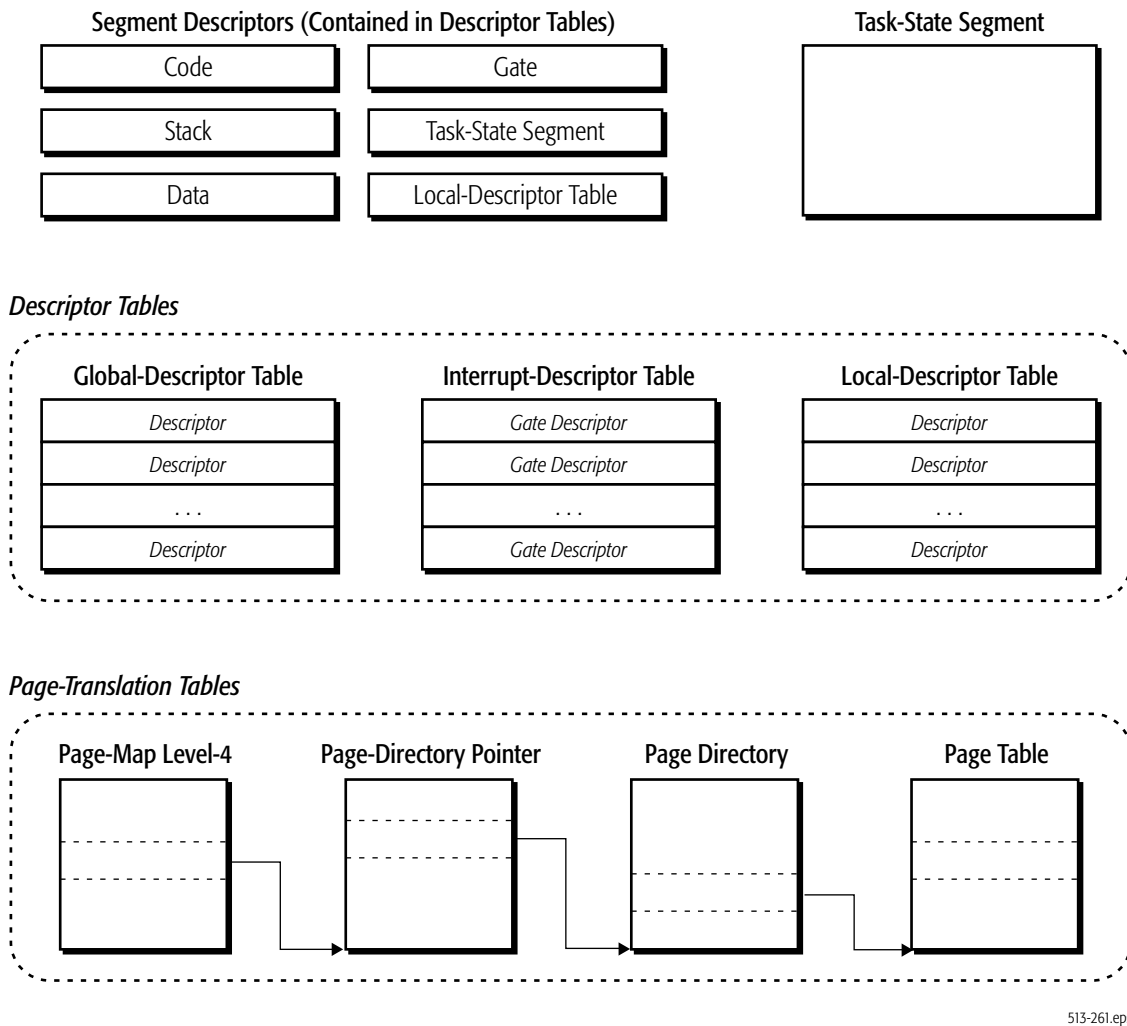 Segment Descriptors (Contained in Descriptor Tables)
Task-State Segment
Code
Gate
Stack
Task-State Segment
Data
Local-Descriptor Table
Descriptor Tables
Global-Descriptor Table
Interrupt-Descriptor Table
Local-Descriptor Table
Descriptor
Gate Descriptor
Descriptor
Descriptor
Gate Descriptor
Descriptor
. . .
. . .
. . .
Descriptor
Gate Descriptor
Descriptor
Page-Translation Tables
Page-Map Level-4
Page-Directory Pointer
Page Directory
Page Table
513-261.ep